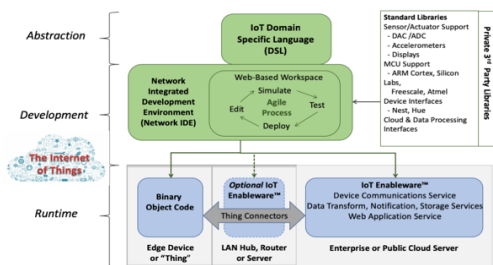 Abstraction
IoT Domain
Specific Language
(DSL)
Standard Libraries
Sensor/Actuator Support
- DAC /ADC
- Accelerometers
- Displays
MCU Support
- ARM Cortex, Silicon
Labs,
Freescale, Atmel
Device Interfaces
- Nest, Hue
Cloud & Data Processing
Interfaces
Private 3rd Party Libraries
Development
Network
Integrated
Development
Environment
(Network IDE)
Web-Based Workspace
Simulate
Edit
Agile
Process
Test
Deploy
The Internet
of Things
Runtime
Binary
Object Code
Optional IoT
Enableware™
Thing Connectors
IoT Enableware™
Device Communications Service
Data Transform, Notification, Storage Services
Web Application Service
Edge Device
or "Thing"
LAN Hub, Router
or Server
Enterprise or Public Cloud Server